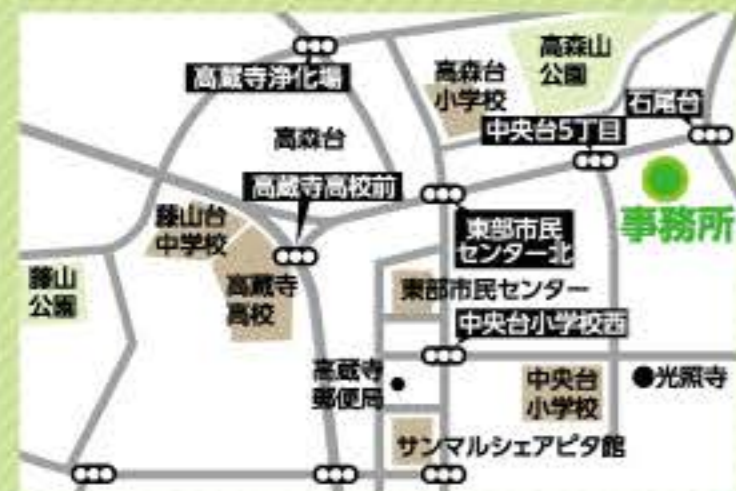 高蔵寺浄化場
高森台
小学校
高森山
公園
石尾台
中央台5丁目
高森台
高蔵寺高校前
藤山台
中学校
東部市民
センター北
事務所
藤山
公園
高蔵寺
高校
東部市民センター
中央台小学校西
高蔵寺
郵便局
中央台
小学校
光照寺
サンマルシェアピタ館